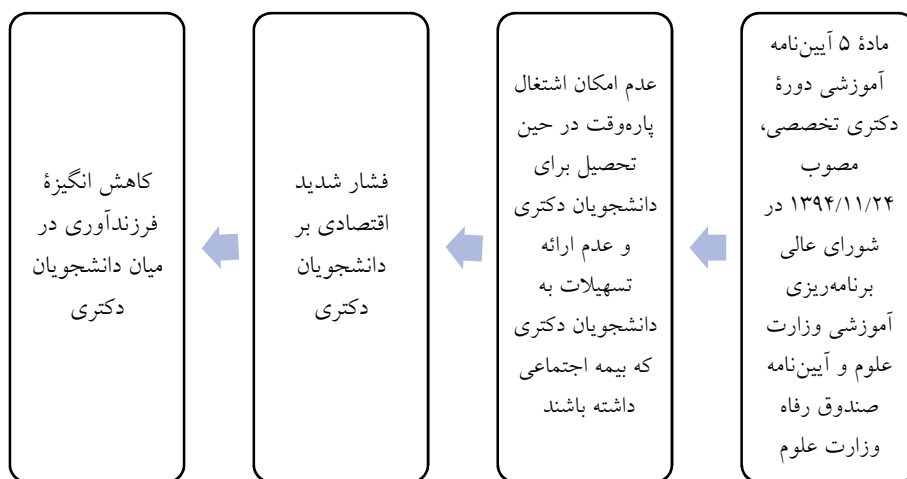 مادهٔ ۵ آیین‌نامه
آموزشی دورهٔ
دکتری تخصصی،
مصوب
۱۳۹۴/۱۱/۲۴ در
شورای عالی
برنامه‌ریزی
آموزشی وزارت
علوم و آیین‌نامه
صندوق رفاه
وزارت علوم
عدم امکان اشتغال
پاره‌وقت در حین
تحصیل برای
دانشجویان دکتری
و عدم ارائه
تسهیلات به
دانشجویان دکتری
که بیمه اجتماعی
داشته باشند
فشار شدید
اقتصادی بر
دانشجویان
دکتری
کاهش انگیزهٔ
فرزندآوری در
میان دانشجویان
دکتری